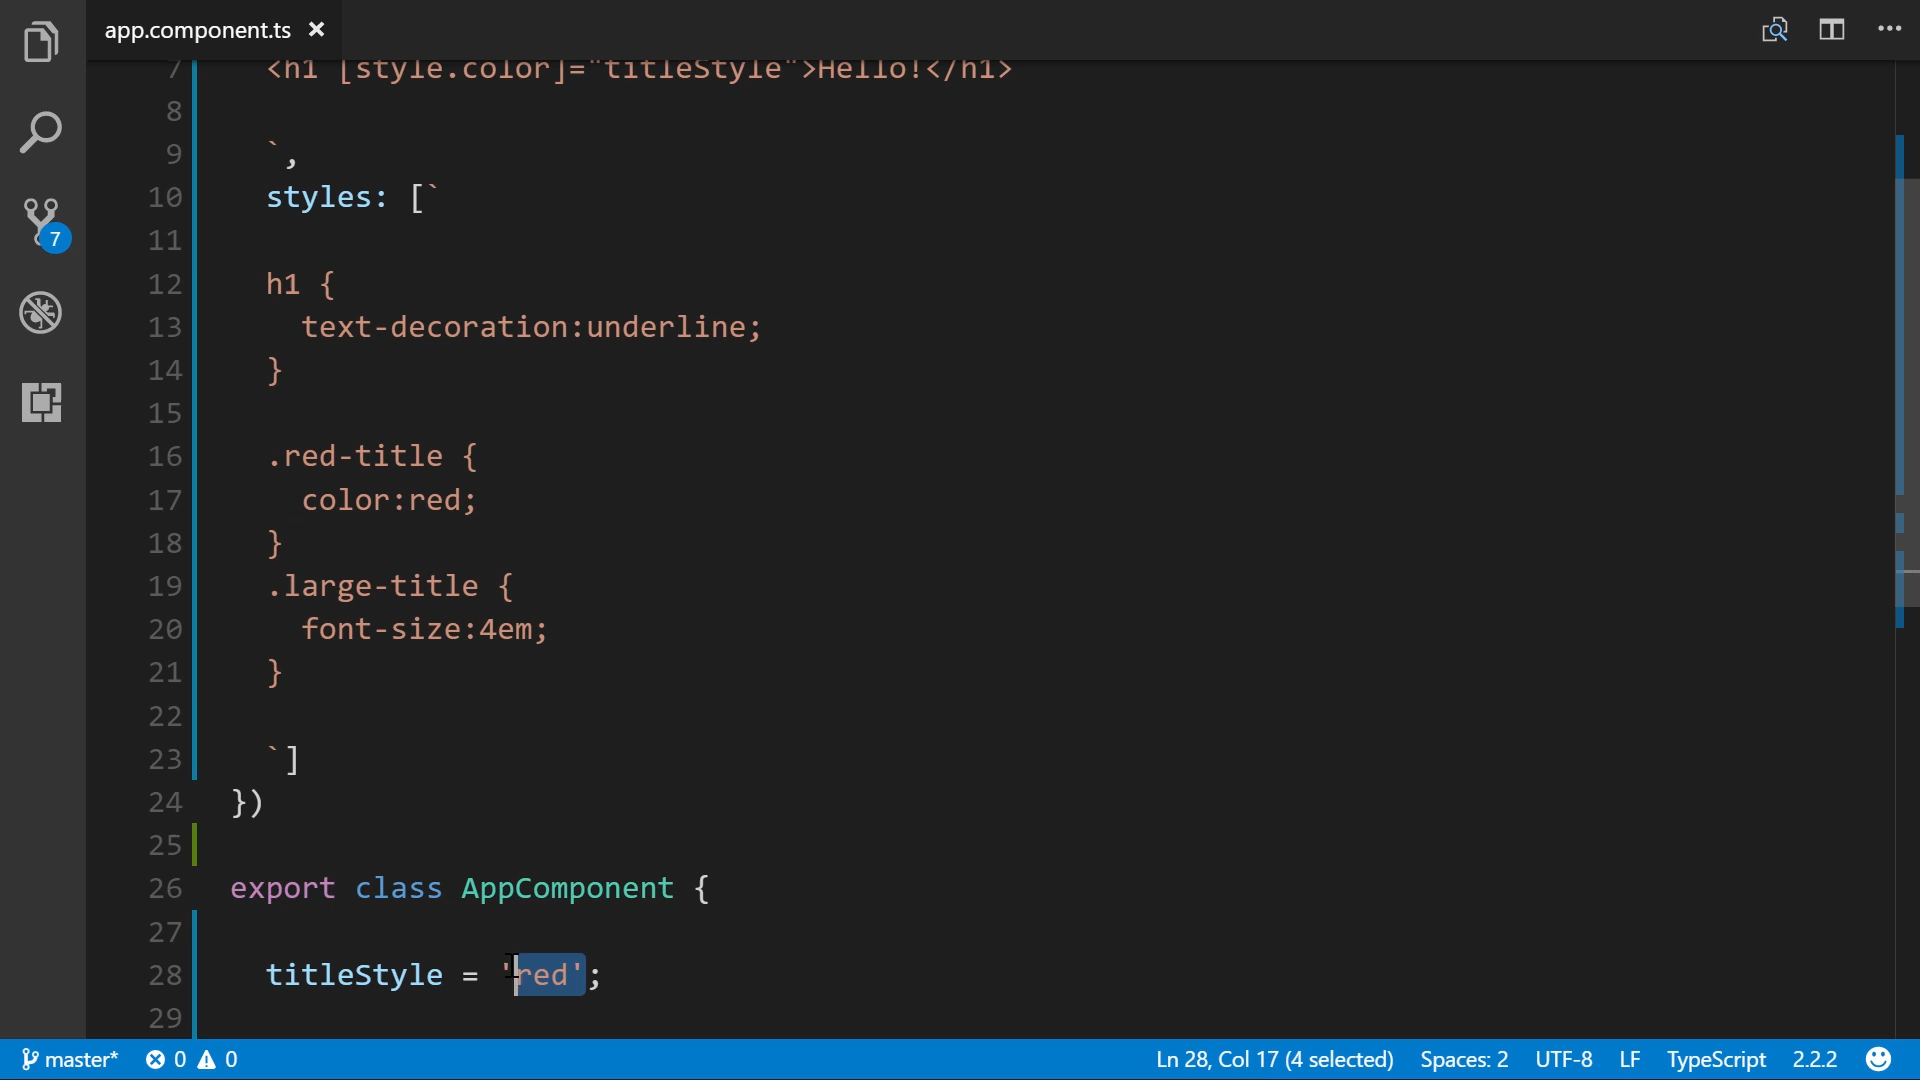 app.component.ts ×
7 <h1 [style.color]="titleStyle">Hello!</h1>
8
9 `,
10 styles: [`
11
12 h1 {
13 text-decoration:underline;
14 }
15
16 .red-title {
17 color:red;
18 }
19 .large-title {
20 font-size:4em;
21 }
22
23 `]
24 })
25
26 export class AppComponent {
27
28 titleStyle = 'red';
29
7
master* 0 0 Ln 28, Col 17 (4 selected) Spaces: 2 UTF-8 LF TypeScript 2.2.2